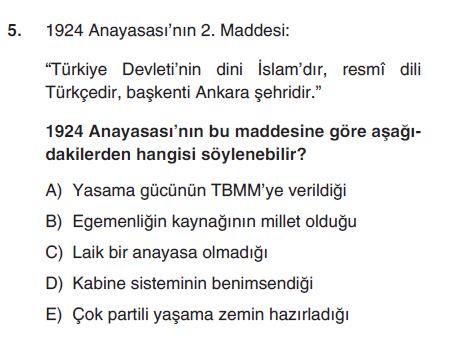 5. 1924 Anayasası’nın 2. Maddesi:
“Türkiye Devleti’nin dini İslam’dır, resmî dili
Türkçedir, başkenti Ankara şehridir.”
1924 Anayasası’nın bu maddesine göre aşağı-
dakilerden hangisi söylenebilir?
A) Yasama gücünün TBMM’ye verildiği
B) Egemenliğin kaynağının millet olduğu
C) Laik bir anayasa olmadığı
D) Kabine sisteminin benimsendiği
E) Çok partili yaşama zemin hazırladığı